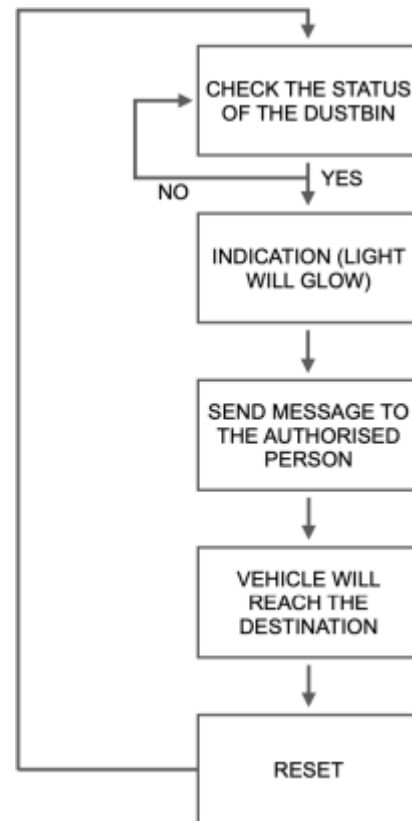 CHECK THE STATUS
OF THE DUSTBIN
NO
YES
INDICATION (LIGHT
WILL GLOW)
SEND MESSAGE TO
THE AUTHORISED
PERSON
VEHICLE WILL
REACH THE
DESTINATION
RESET